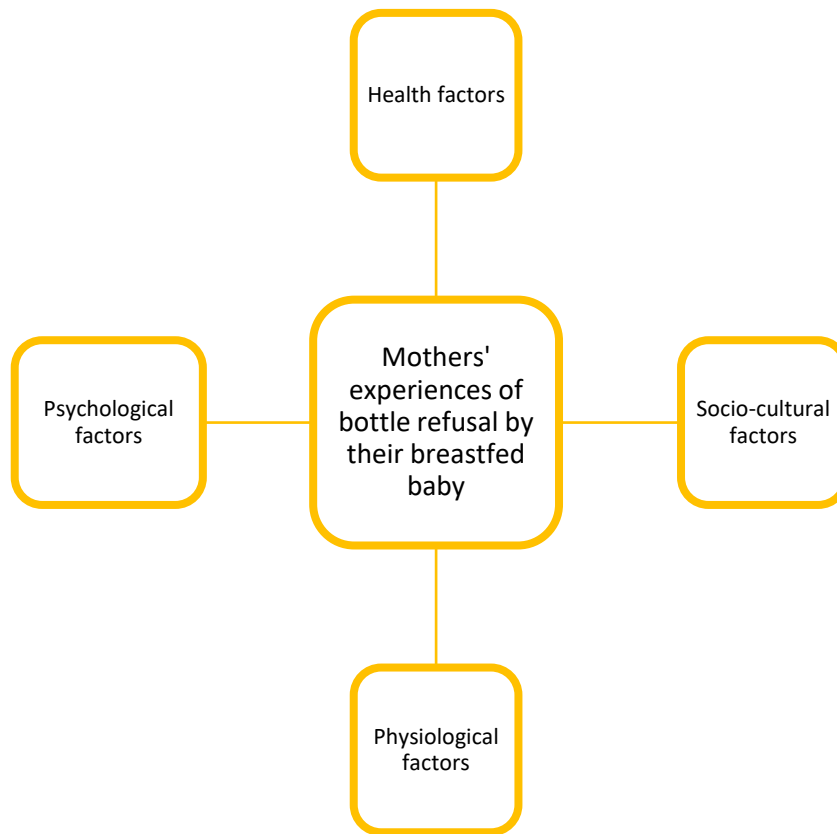 Health factors
Psychological
factors
Mothers'
experiences of
bottle refusal by
their breastfed
baby
Socio-cultural
factors
Physiological
factors